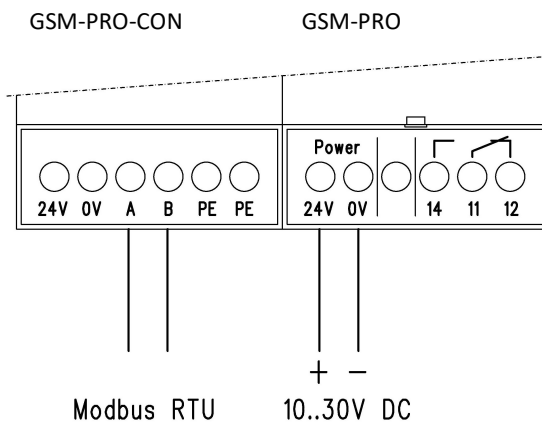 GSM-PRO-CON GSM-PRO
Power
24V 0V A B PE PE 24V 0V 14 11 12
+ −
Modbus RTU 10..30V DC